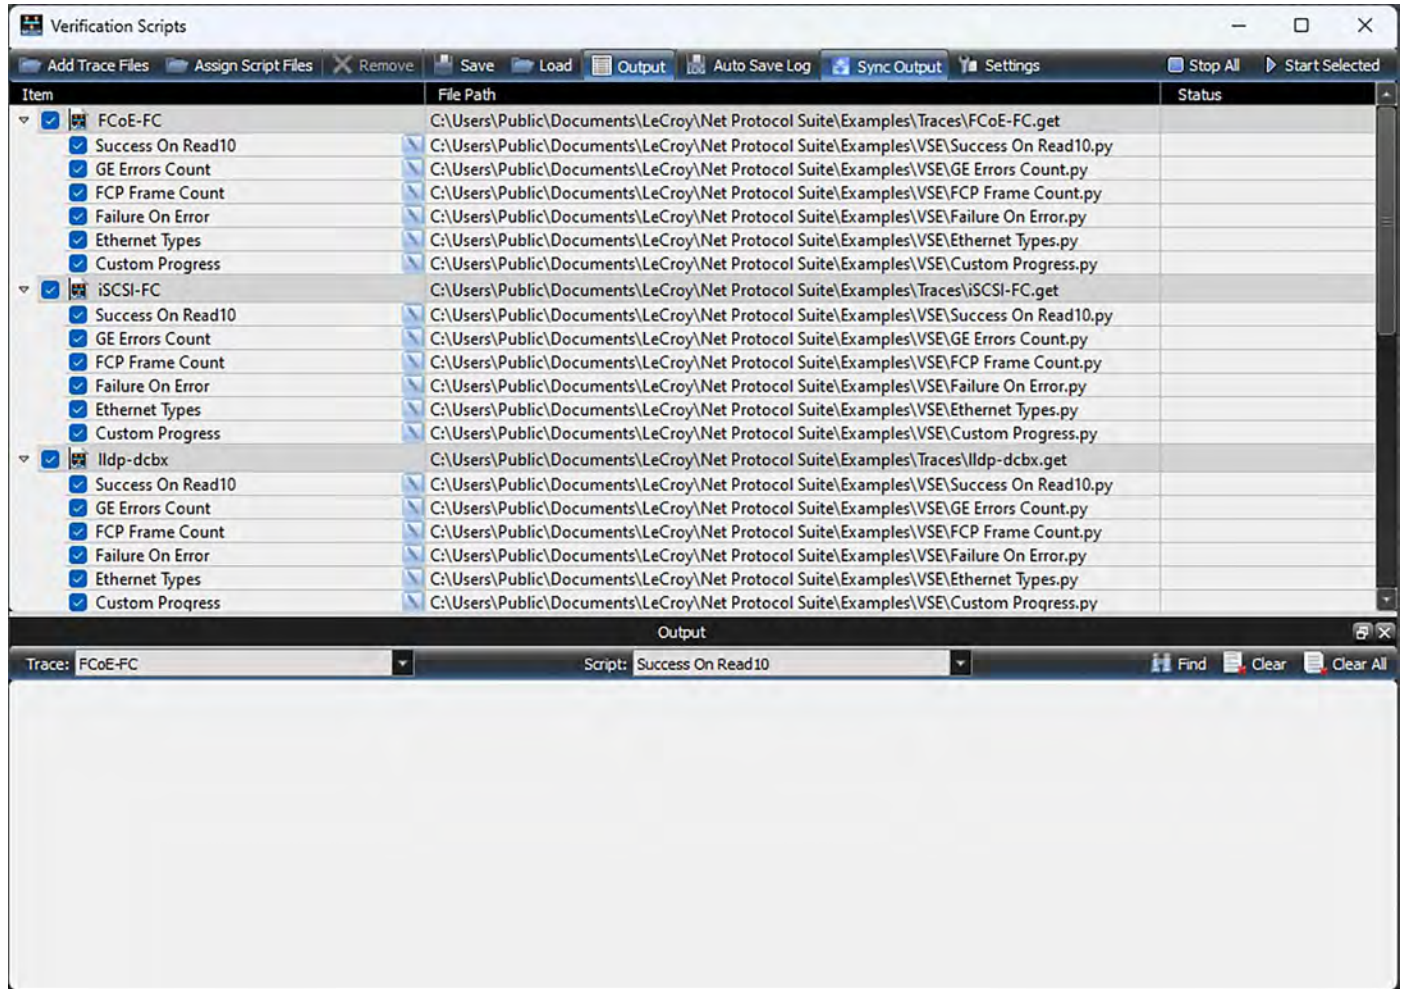 Verification Scripts
Add Trace Files Assign Script Files Remove Save Load Output Auto Save Log Sync Output Settings Stop All Start Selected
Item File Path Status
FCoE-FC C:\Users\Public\Documents\LeCroy\Net Protocol Suite\Examples\Traces\FCoE-FC.get
Success On Read10 C:\Users\Public\Documents\LeCroy\Net Protocol Suite\Examples\VSE\Success On Read10.py
GE Errors Count C:\Users\Public\Documents\LeCroy\Net Protocol Suite\Examples\VSE\GE Errors Count.py
FCP Frame Count C:\Users\Public\Documents\LeCroy\Net Protocol Suite\Examples\VSE\FCP Frame Count.py
Failure On Error C:\Users\Public\Documents\LeCroy\Net Protocol Suite\Examples\VSE\Failure On Error.py
Ethernet Types C:\Users\Public\Documents\LeCroy\Net Protocol Suite\Examples\VSE\Ethernet Types.py
Custom Progress C:\Users\Public\Documents\LeCroy\Net Protocol Suite\Examples\VSE\Custom Progress.py
iSCSI-FC C:\Users\Public\Documents\LeCroy\Net Protocol Suite\Examples\Traces\iSCSI-FC.get
Success On Read10 C:\Users\Public\Documents\LeCroy\Net Protocol Suite\Examples\VSE\Success On Read10.py
GE Errors Count C:\Users\Public\Documents\LeCroy\Net Protocol Suite\Examples\VSE\GE Errors Count.py
FCP Frame Count C:\Users\Public\Documents\LeCroy\Net Protocol Suite\Examples\VSE\FCP Frame Count.py
Failure On Error C:\Users\Public\Documents\LeCroy\Net Protocol Suite\Examples\VSE\Failure On Error.py
Ethernet Types C:\Users\Public\Documents\LeCroy\Net Protocol Suite\Examples\VSE\Ethernet Types.py
Custom Progress C:\Users\Public\Documents\LeCroy\Net Protocol Suite\Examples\VSE\Custom Progress.py
lldp-dcbx C:\Users\Public\Documents\LeCroy\Net Protocol Suite\Examples\Traces\lldp-dcbx.get
Success On Read10 C:\Users\Public\Documents\LeCroy\Net Protocol Suite\Examples\VSE\Success On Read10.py
GE Errors Count C:\Users\Public\Documents\LeCroy\Net Protocol Suite\Examples\VSE\GE Errors Count.py
FCP Frame Count C:\Users\Public\Documents\LeCroy\Net Protocol Suite\Examples\VSE\FCP Frame Count.py
Failure On Error C:\Users\Public\Documents\LeCroy\Net Protocol Suite\Examples\VSE\Failure On Error.py
Ethernet Types C:\Users\Public\Documents\LeCroy\Net Protocol Suite\Examples\VSE\Ethernet Types.py
Custom Progress C:\Users\Public\Documents\LeCroy\Net Protocol Suite\Examples\VSE\Custom Progress.py
Output
Trace: FCoE-FC Script: Success On Read10 Find Clear Clear All